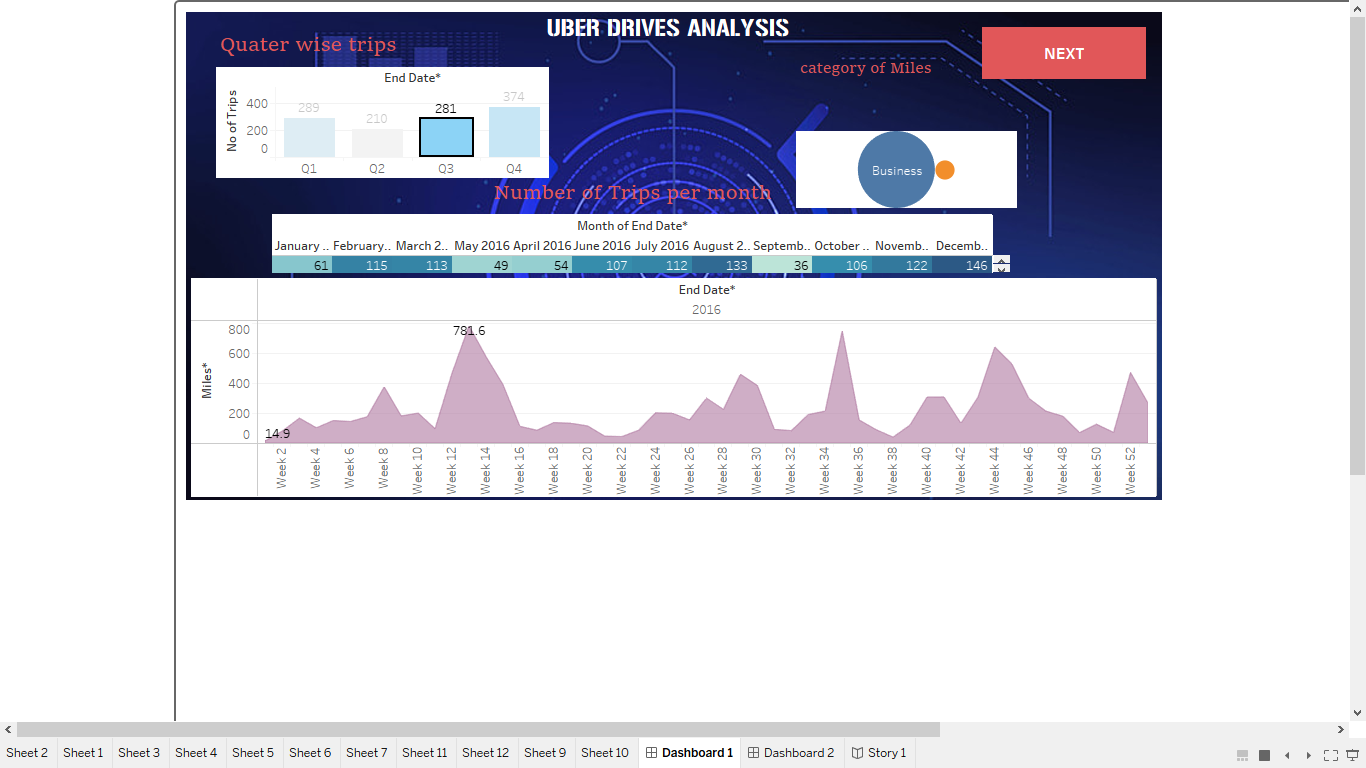 UBER DRIVES ANALYSIS
Quater wise trips
NEXT
category of Miles
End Date*
No of Trips
400
200
0
289
210
281
374
Q1 Q2 Q3 Q4
Business
Number of Trips per month
Month of End Date*
January .. February.. March 2.. May 2016 April 2016 June 2016 July 2016 August 2.. Septemb.. October .. Novemb.. Decemb..
61 115 113 49 54 107 112 133 36 106 122 146
End Date*
2016
Miles*
800
600
400
200
0
781.6
14.9
Week 2 Week 4 Week 6 Week 8 Week 10 Week 12 Week 14 Week 16 Week 18 Week 20 Week 22 Week 24 Week 26 Week 28 Week 30 Week 32 Week 34 Week 36 Week 38 Week 40 Week 42 Week 44 Week 46 Week 48 Week 50 Week 52
Sheet 2 Sheet 1 Sheet 3 Sheet 4 Sheet 5 Sheet 6 Sheet 7 Sheet 11 Sheet 12 Sheet 9 Sheet 10 Dashboard 1 Dashboard 2 Story 1